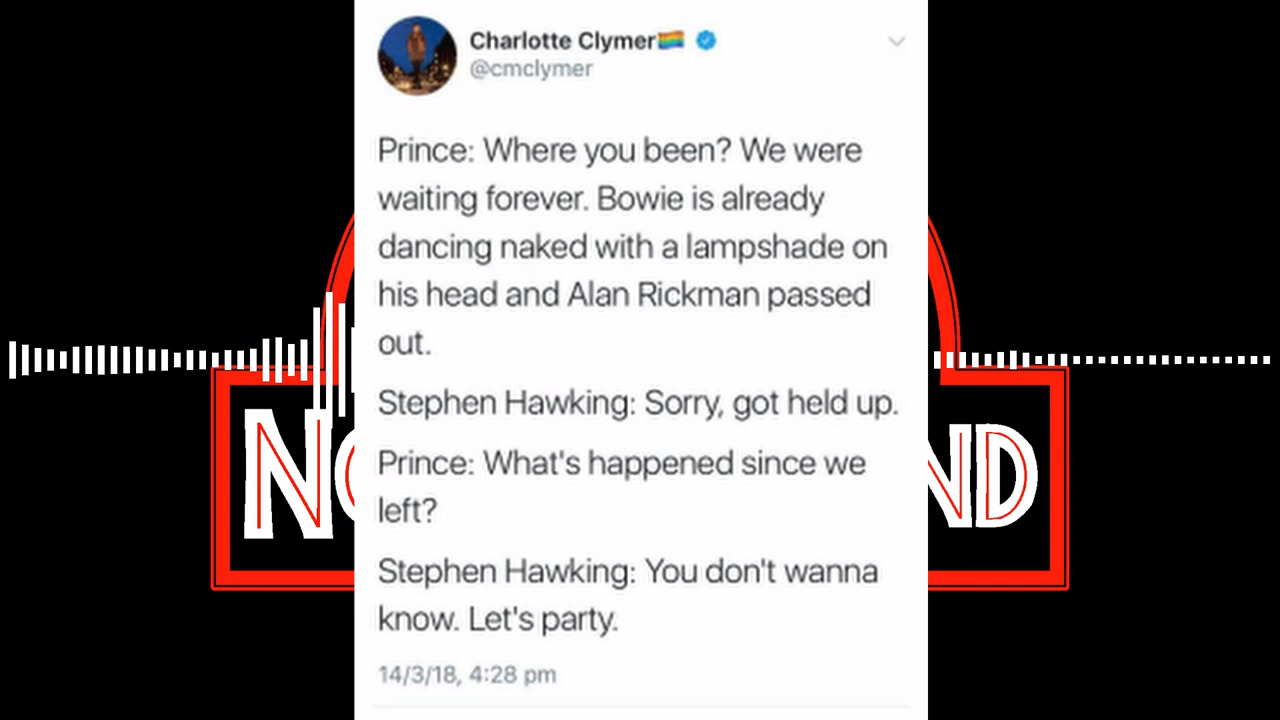 Charlotte Clymer🏳️‍🌈
@cmclymer
Prince: Where you been? We were
waiting forever. Bowie is already
dancing naked with a lampshade on
his head and Alan Rickman passed
out.
Stephen Hawking: Sorry, got held up.
Prince: What's happened since we
left?
Stephen Hawking: You don't wanna
know. Let's party.
14/3/18, 4:28 pm